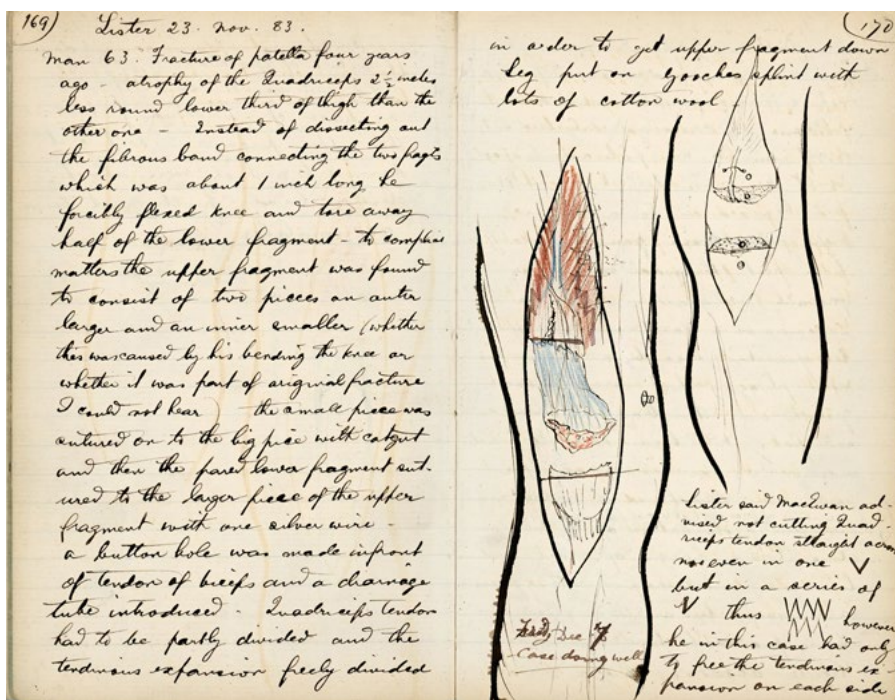 169
Lister 23. Nov. 83.
Man 63. Fracture of patella four years
ago - atrophy of the Quadriceps 2½ inches
less round lower third of thigh than the
other one - Instead of dissecting out
the fibrous band connecting the two fragts
which was about 1 inch long he
forcibly flexed knee and tore away
half of the lower fragment - to complicate
matters the upper fragment was found
to consist of two pieces an outer
larger and an inner smaller (whether
this was caused by his bending the knee or
whether it was part of original fracture
I could not hear) the small piece was
sutured on to the big piece with catgut
and then the pared lower fragment sut-
ured to the larger piece of the upper
fragment with one silver wire -
a button hole was made in front
of tendon of biceps and a drainage
tube introduced - Quadriceps tendon
had to be partly divided and the
tendinous expansion freely divided
170
in order to get upper fragment down
Leg put on Gooches splint with
lots of cotton wool -
Lister said MacEwan ad-
vised not cutting Quad-
riceps tendon straight across
nor even in one V
but in a series of
V thus VVV however
he in this case had only
to free the tendinous ex-
pansion on each side
Dec 7
Case doing well